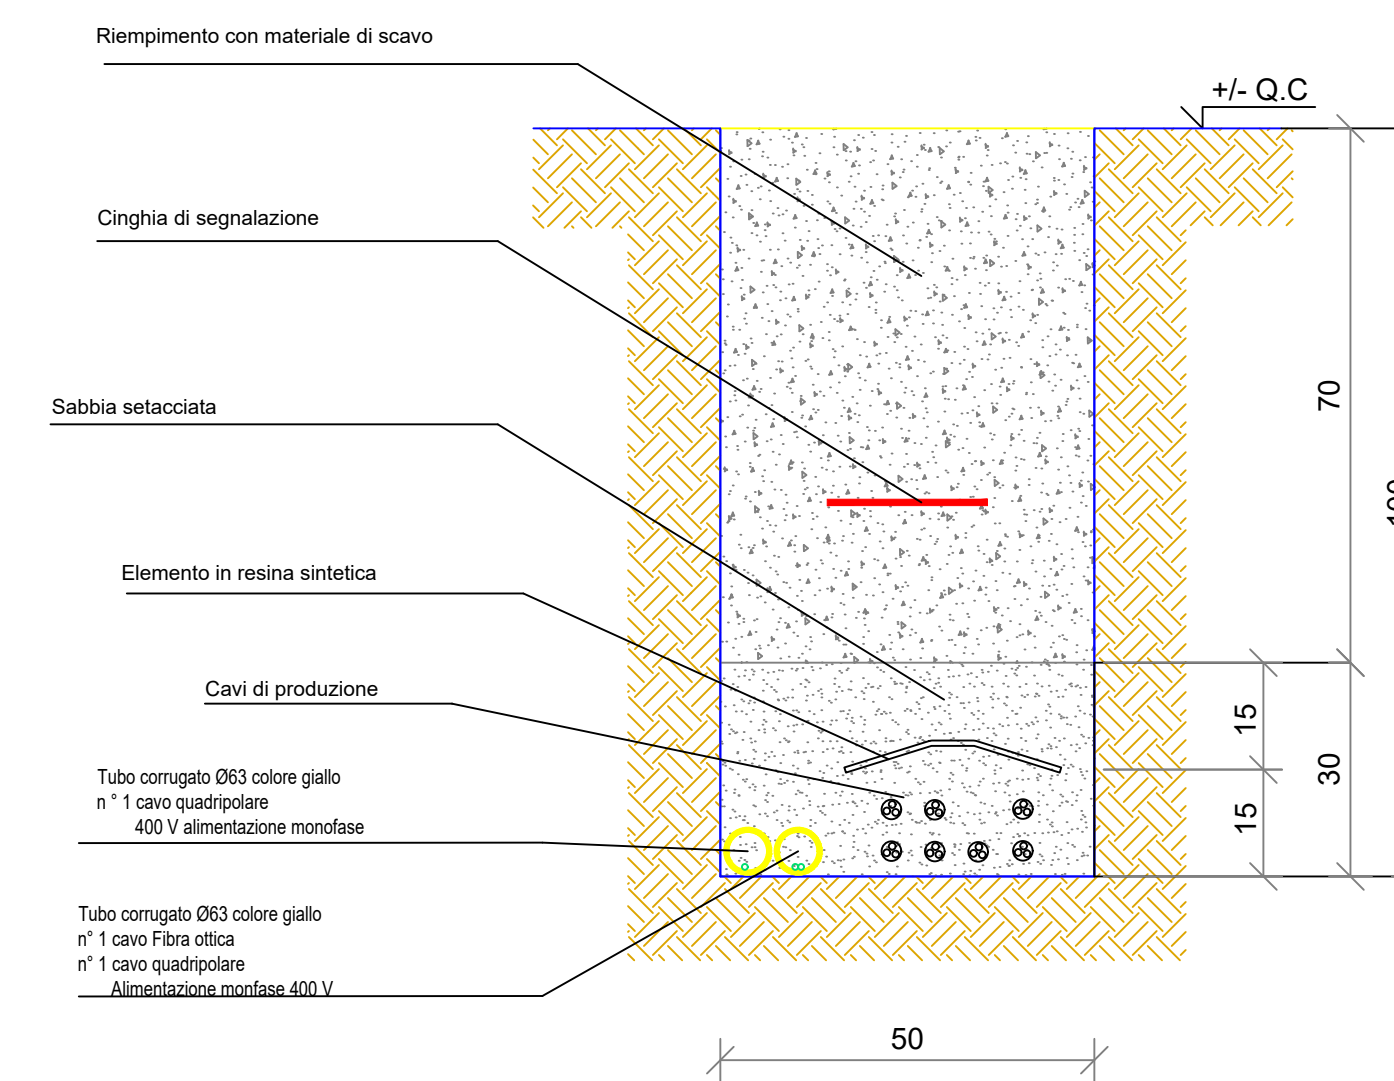 Riempimento con materiale di scavo
+/- Q.C
Cinghia di segnalazione
70
Sabbia setacciata
100
Elemento in resina sintetica
Cavi di produzione
15
30
15
Tubo corrugato Ø63 colore giallo
n ° 1 cavo quadripolare
400 V alimentazione monofase
Tubo corrugato Ø63 colore giallo
n° 1 cavo Fibra ottica
n° 1 cavo quadripolare
Alimentazione monfase 400 V
50